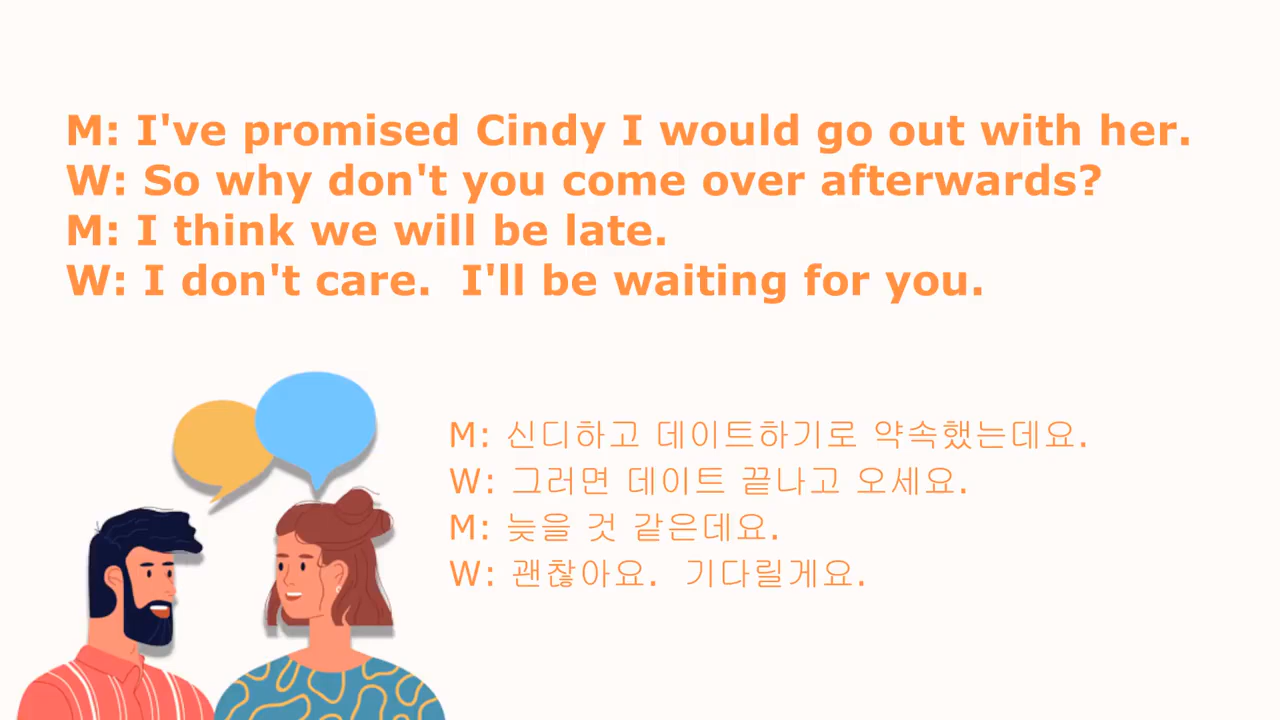 M: I've promised Cindy I would go out with her.
W: So why don't you come over afterwards?
M: I think we will be late.
W: I don't care.  I'll be waiting for you.
M: 신디하고 데이트하기로 약속했는데요.
W: 그러면 데이트 끝나고 오세요.
M: 늦을 것 같은데요.
W: 괜찮아요.  기다릴게요.